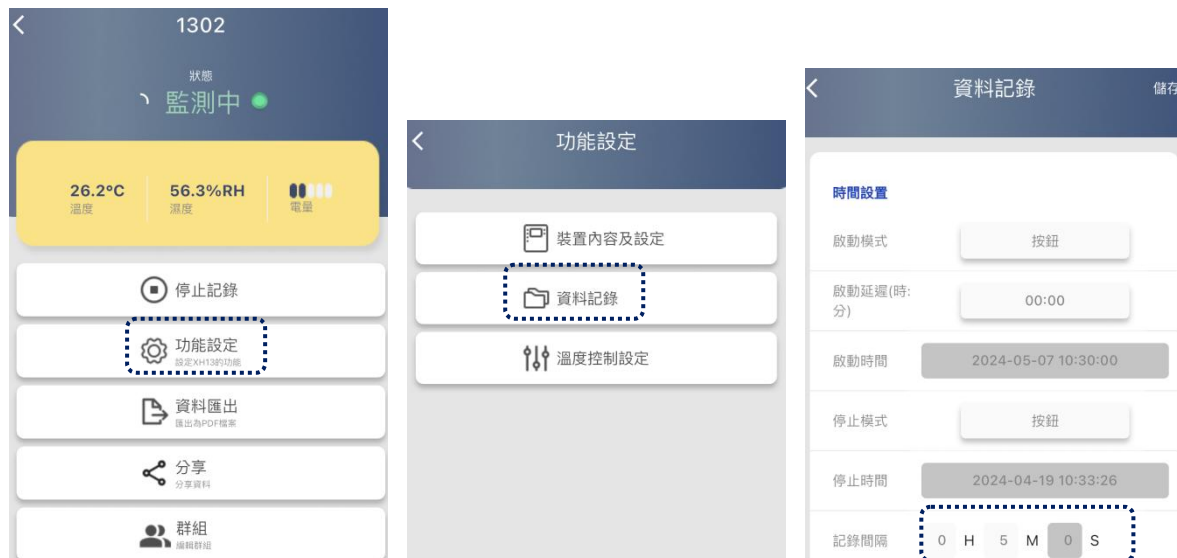 1302
狀態
監測中
26.2°C
溫度
56.3%RH
濕度
電量
停止記錄
功能設定
設定XH13的功能
資料匯出
匯出為PDF檔案
分享
分享資料
群組
編輯群組
功能設定
裝置內容及設定
資料記錄
溫度控制設定
資料記錄
儲存
時間設置
啟動模式
按鈕
啟動延遲(時:
分)
00:00
啟動時間
2024-05-07 10:30:00
停止模式
按鈕
停止時間
2024-04-19 10:33:26
記錄間隔
0 H 5 M 0 S